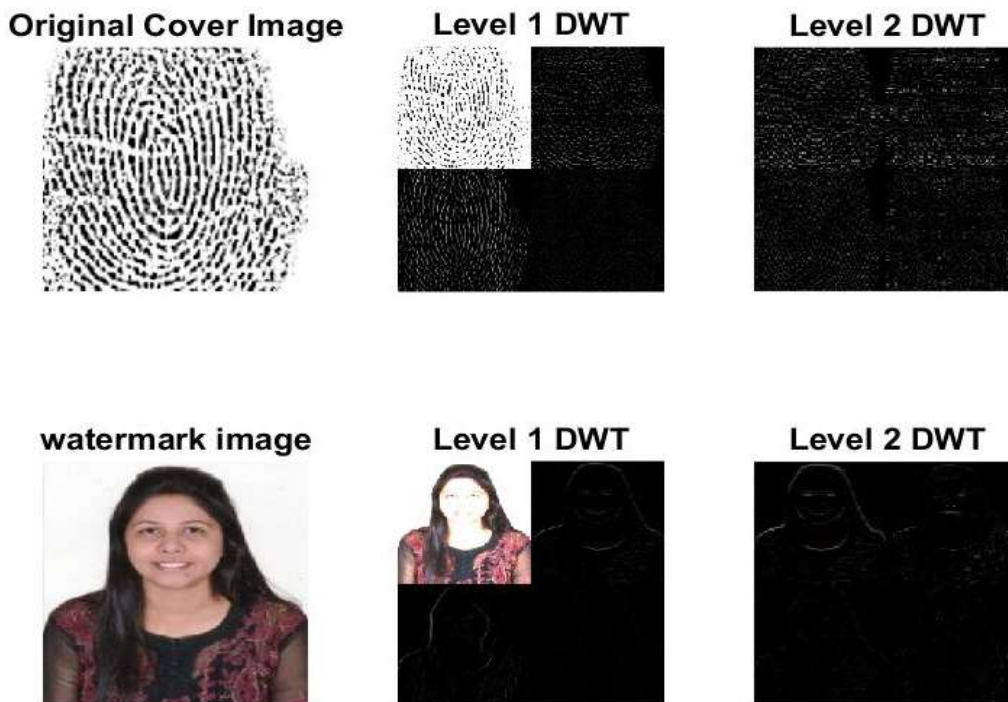 Original Cover Image
Level 1 DWT
Level 2 DWT
watermark image
Level 1 DWT
Level 2 DWT